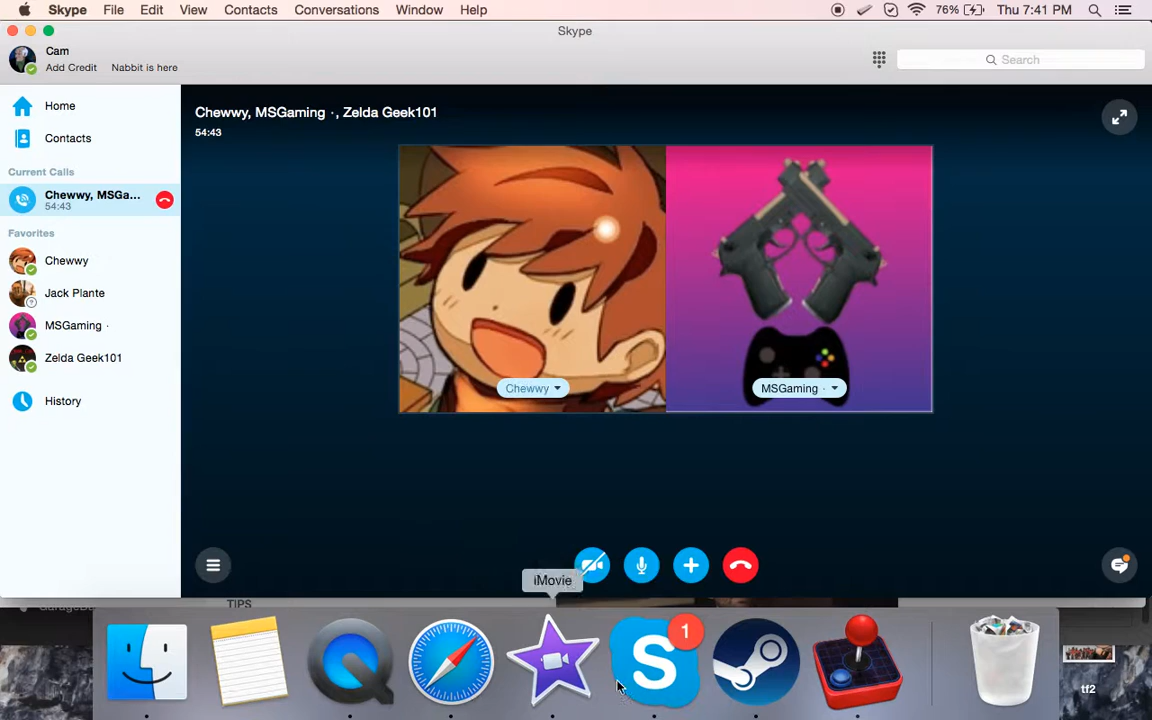 Skype File Edit View Contacts Conversations Window Help 76% Thu 7:41 PM
Skype
Cam
Add Credit Nabbit is here
Search
Home
Contacts
Current Calls
Chewwy, MSGa...
54:43
Favorites
Chewwy
Jack Plante
MSGaming ·
Zelda Geek101
History
Chewwy, MSGaming ·, Zelda Geek101
54:43
Chewwy
MSGaming ·
iMovie
TIPS
1
S
tf2